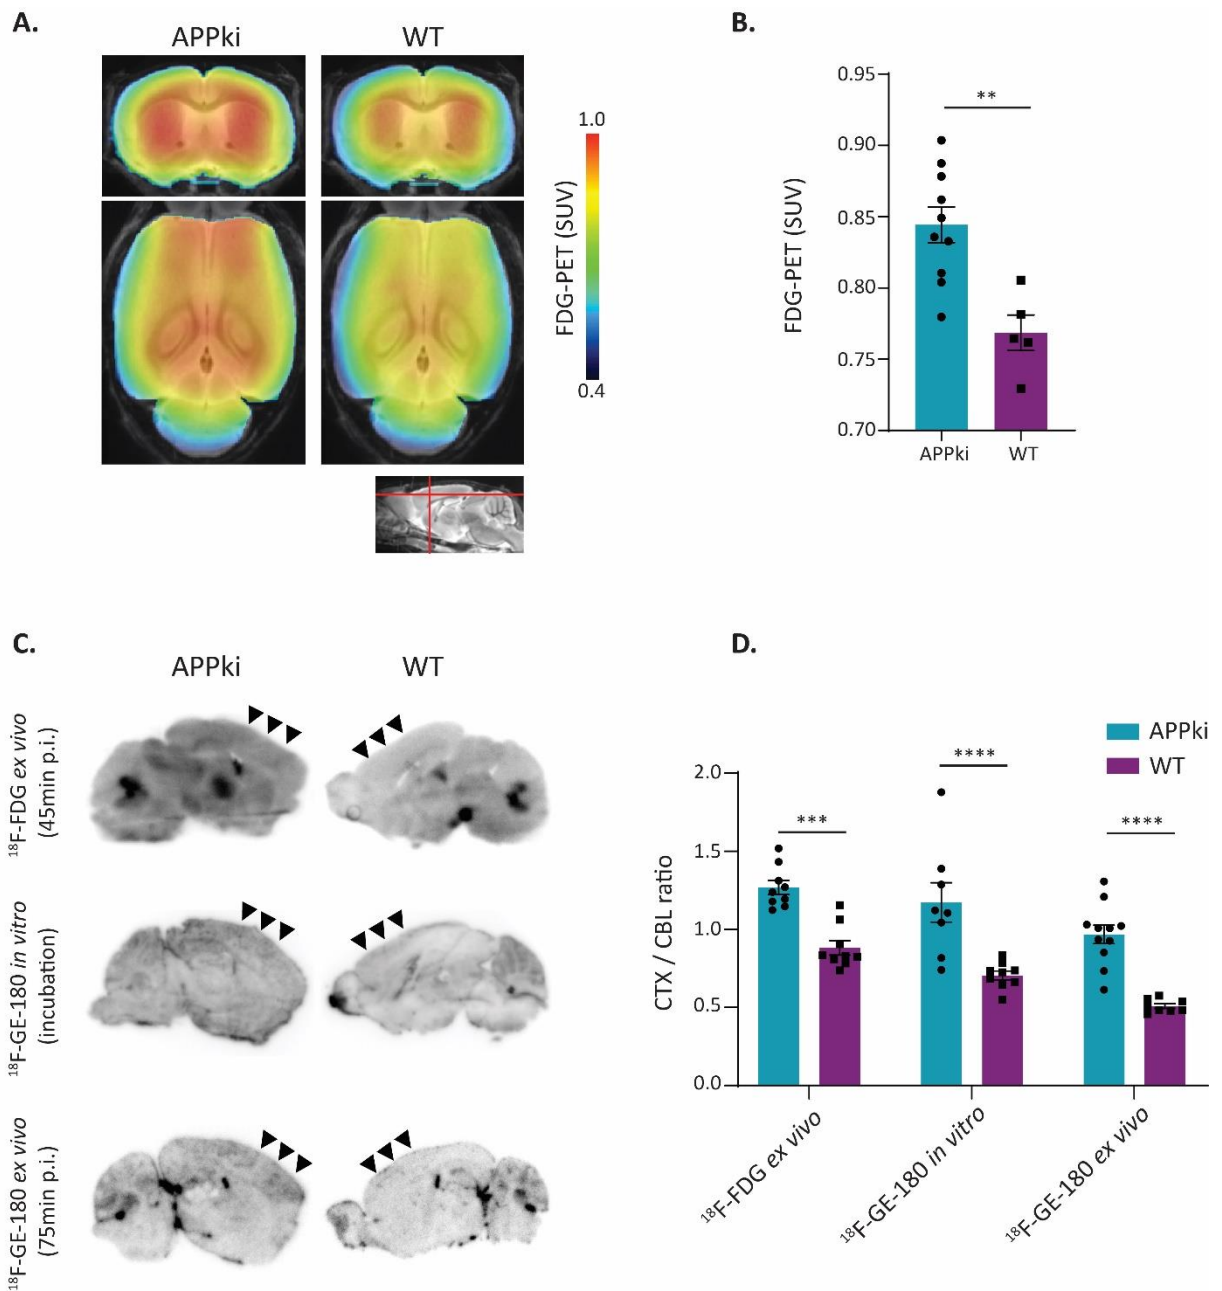 A.
APPki
WT
1.0
FDG-PET (SUV)
0.4
B.
0.95
**
0.90
0.85
0.80
0.75
0.70
FDG-PET (SUV)
APPki
WT
C.
APPki
WT
18F-FDG ex vivo
(45min p.i.)
18F-GE-180 in vitro
(incubation)
18F-GE-180 ex vivo
(75min p.i.)
D.
APPki
WT
2.0
1.5
1.0
0.5
0.0
CTX / CBL ratio
***
****
****
18F-FDG ex vivo
18F-GE-180 in vitro
18F-GE-180 ex vivo